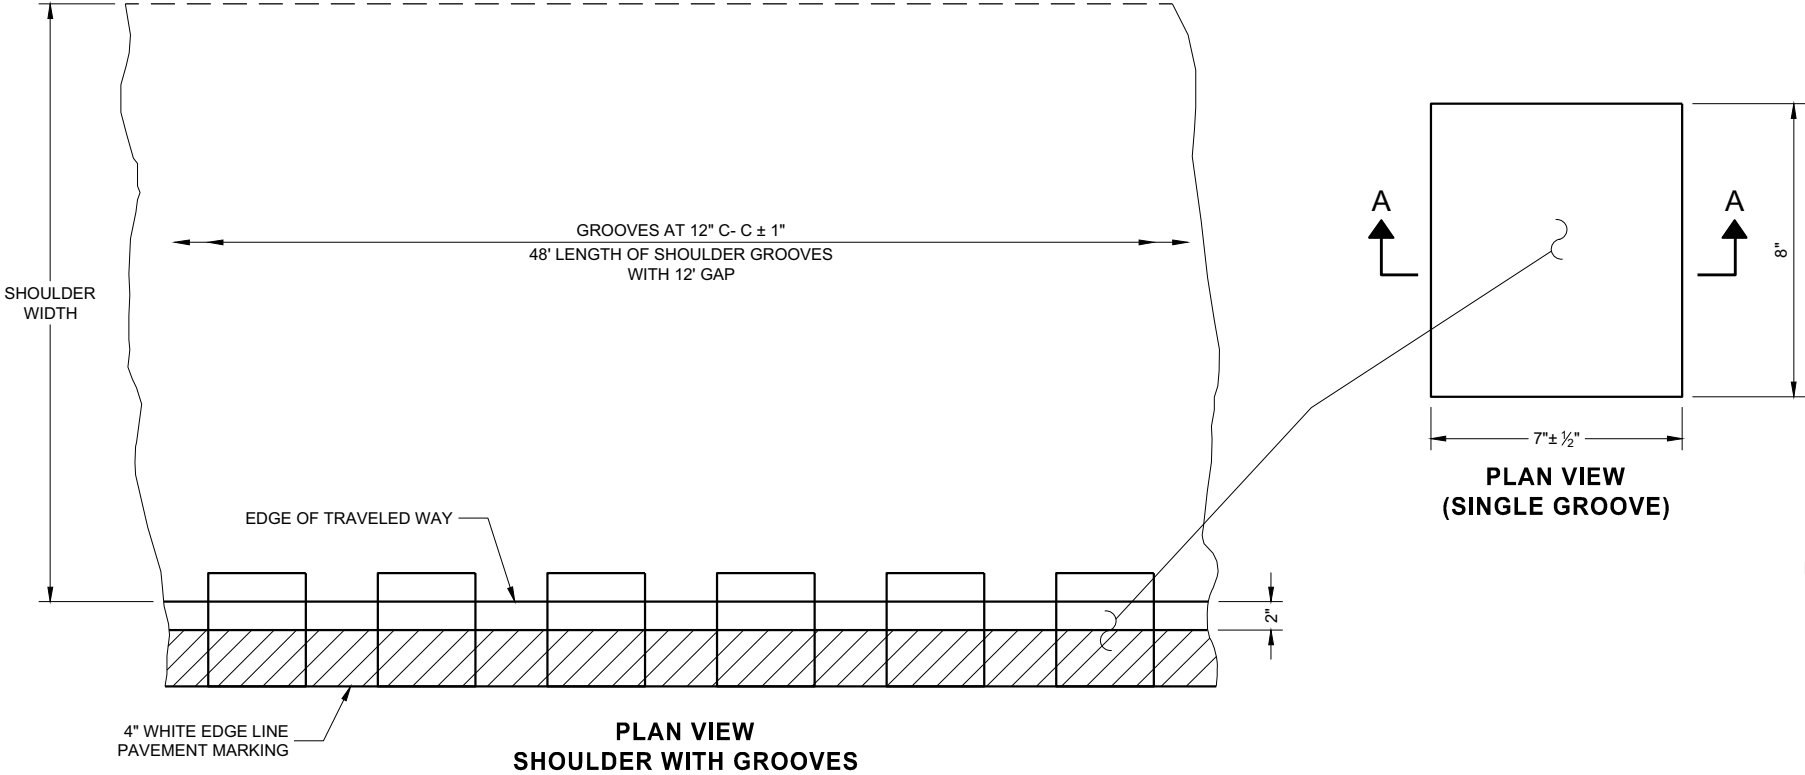 GROOVES AT 12" C- C ± 1"
48' LENGTH OF SHOULDER GROOVES
WITH 12' GAP
SHOULDER
WIDTH
EDGE OF TRAVELED WAY
2"
4" WHITE EDGE LINE
PAVEMENT MARKING
PLAN VIEW
SHOULDER WITH GROOVES
A
A
8"
7"± ½"
PLAN VIEW
(SINGLE GROOVE)